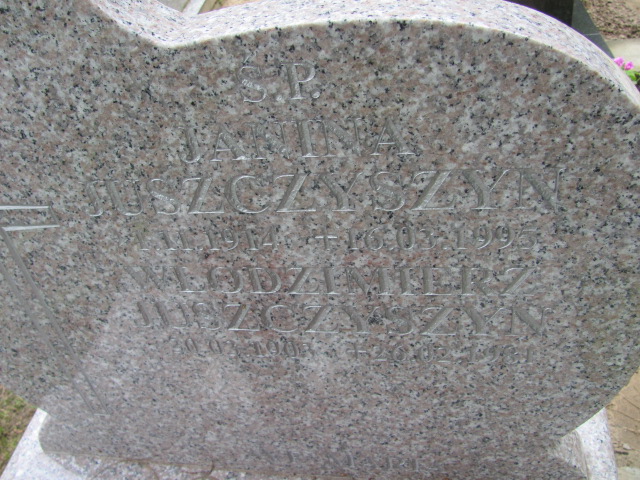 Ś.P.
JANINA
JUSZCZYSZYN
1914 +16.03.1995
WŁODZIMIERZ
JUSZCZYSZYN